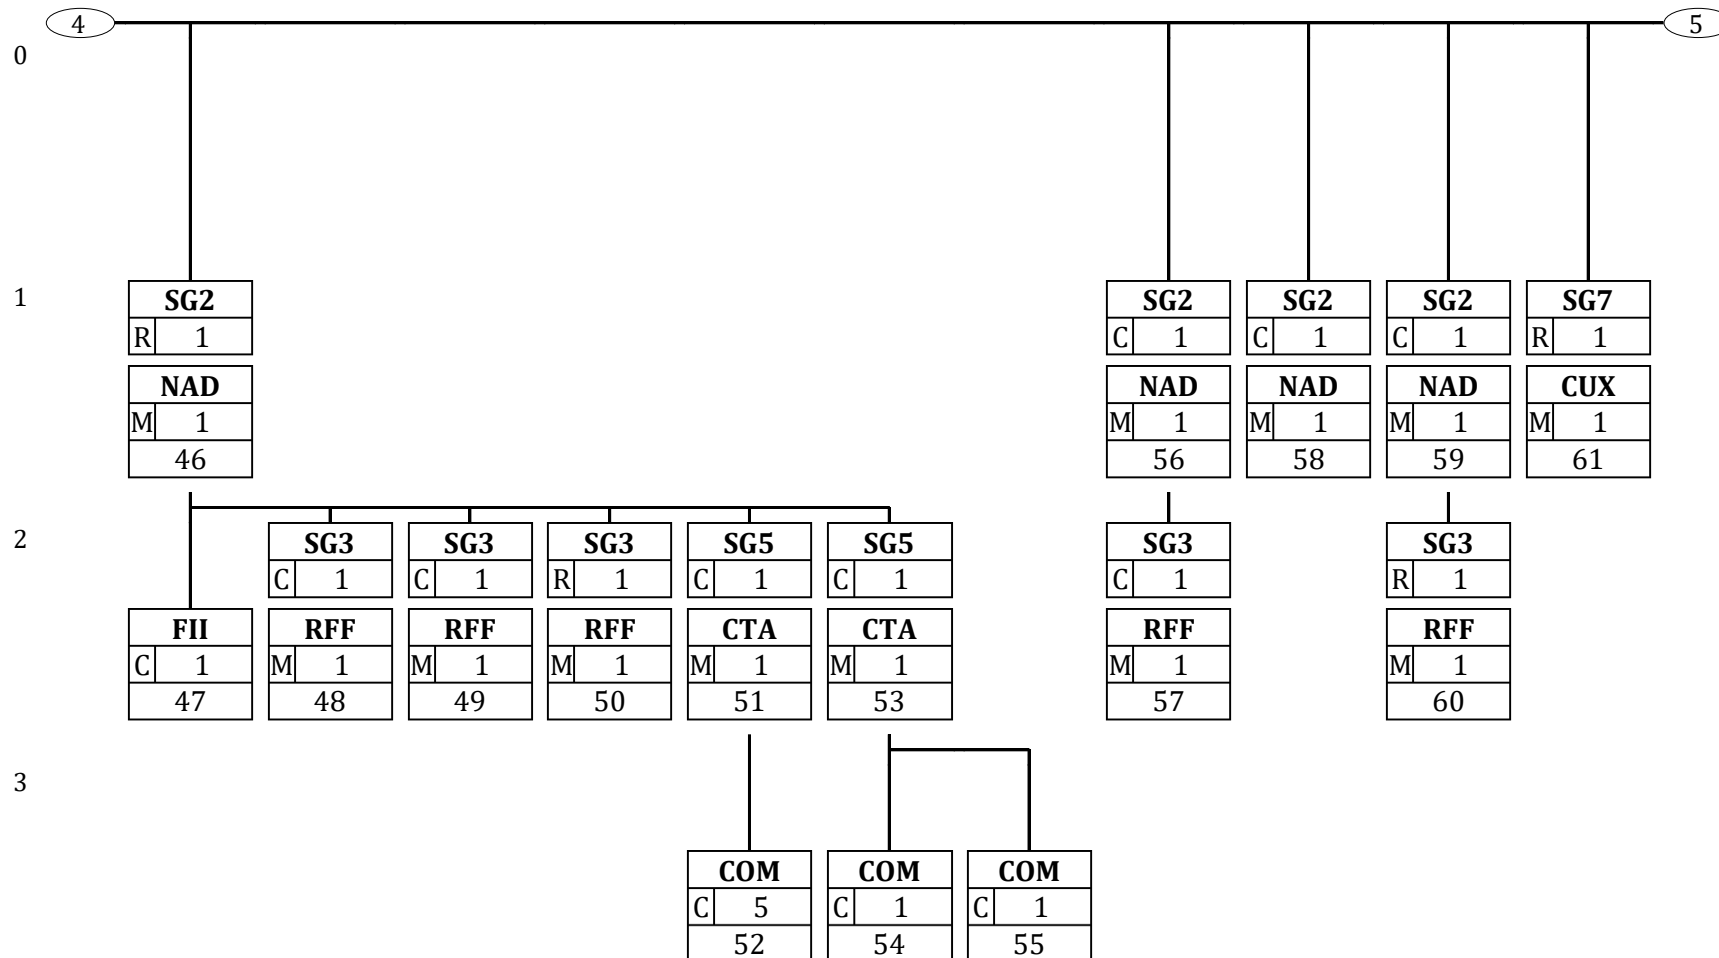 4 5
0
1
SG2 SG2 SG2 SG2 SG7
R 1 C 1 C 1 C 1 R 1
NAD NAD NAD NAD CUX
M 1 M 1 M 1 M 1 M 1
46 56 58 59 61
2
SG3 SG3 SG3 SG5 SG5 SG3 SG3
C 1 C 1 R 1 C 1 C 1 C 1 R 1
FII RFF RFF RFF CTA CTA RFF RFF
C 1 M 1 M 1 M 1 M 1 M 1 M 1 M 1
47 48 49 50 51 53 57 60
3
COM COM COM
C 5 C 1 C 1
52 54 55